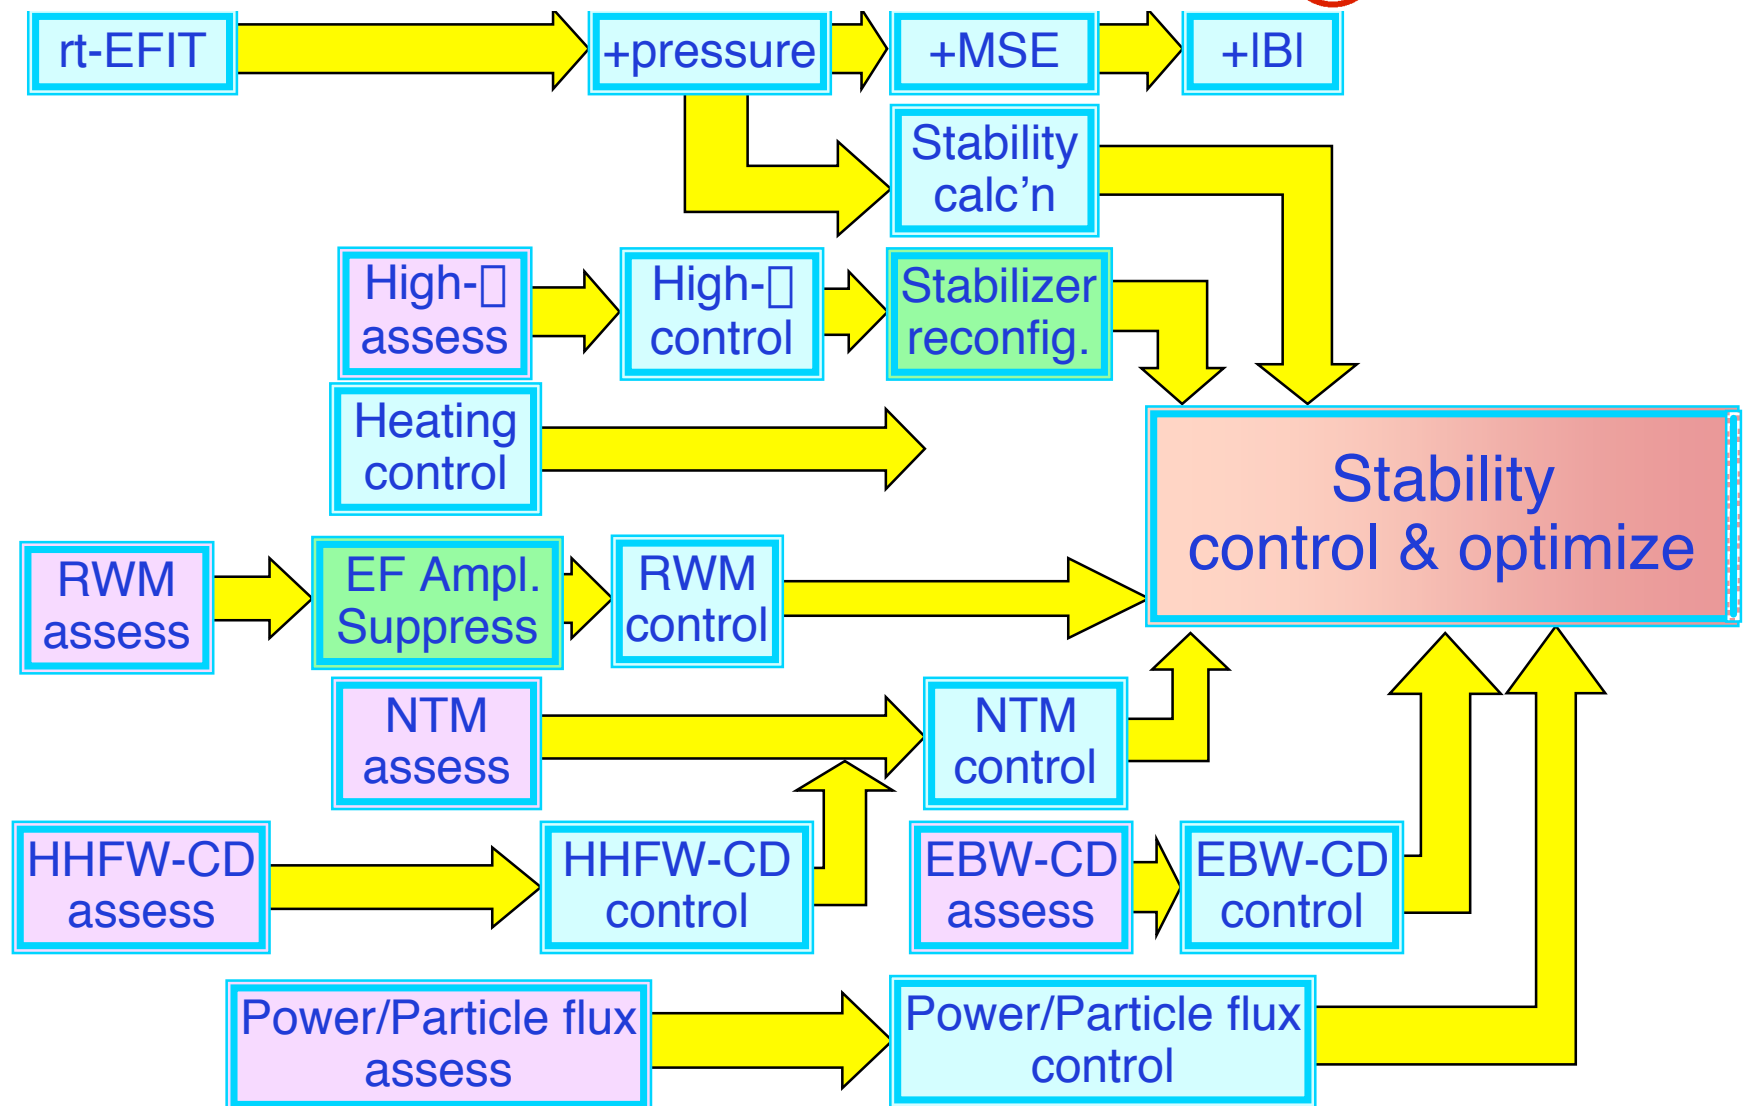 rt-EFIT
+pressure
+MSE
+|B|
Stability
calc'n
High-▯
assess
High-▯
control
Stabilizer
reconfig.
Heating
control
Stability
control & optimize
RWM
assess
EF Ampl.
Suppress
RWM
control
NTM
assess
NTM
control
HHFW-CD
assess
HHFW-CD
control
EBW-CD
assess
EBW-CD
control
Power/Particle flux
assess
Power/Particle flux
control